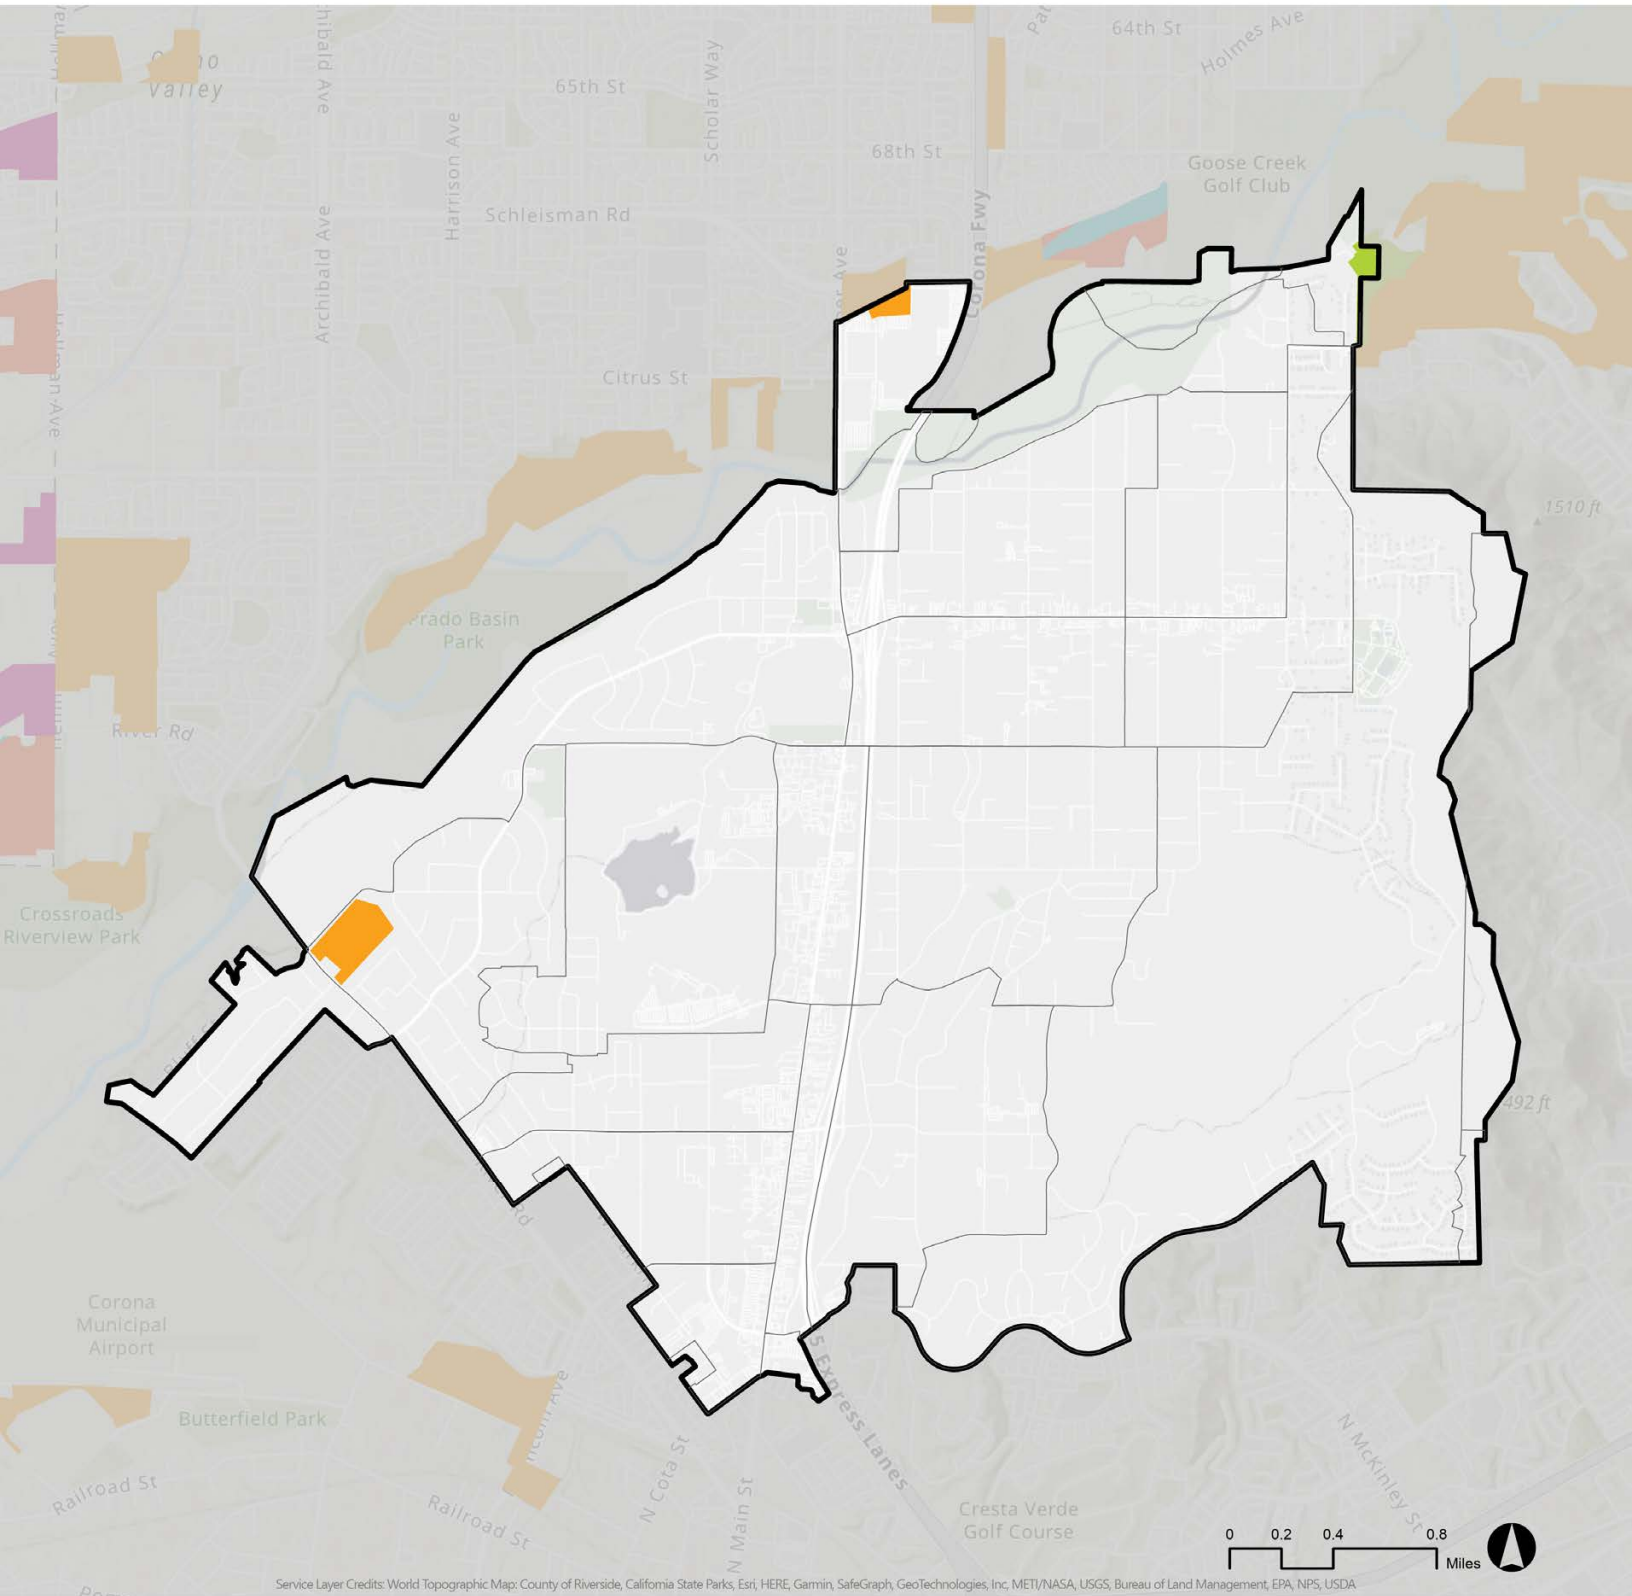 64th St
Holmes Ave
Archibald Ave
65th St
Scholar Way
Harrison Ave
68th St
Valley
Goose Creek
Golf Club
Schleisman Rd
Archibald Ave
Corona Fwy
Citrus St
Hellman Ave
1510 ft
Prado Basin
Park
River Rd
Crossroads
Riverview Park
492 ft
Rd
Corona
Municipal
Airport
15 Express Lanes
Butterfield Park
Railroad St
Railroad St
N Cota St
N Main St
N McKinley St
Cresta Verde
Golf Course
0 0.2 0.4 0.8
Miles
Service Layer Credits: World Topographic Map: County of Riverside, California State Parks, Esri, HERE, Garmin, SafeGraph, GeoTechnologies, Inc, METI/NASA, USGS, Bureau of Land Management, EPA, NPS, USDA